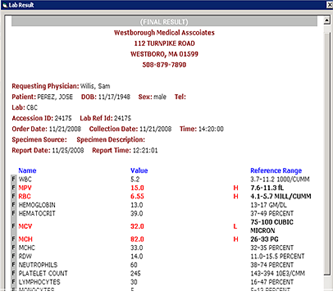 Lab Result
(FINAL RESULT)
Westborough Medical Asscoiates
112 TURNPIKE ROAD
WESTBORO, MA 01599
508-879-7890
Requesting Physician: Willis, Sam
Patient: PEREZ, JOSE DOB: 11/17/1948 Sex: male Tel:
Lab: CBC
Accession ID: 24175 Lab Ref Id: 24175
Order Date: 11/21/2008 Collection Date: 11/21/2008 Time: 14:20:00
Specimen Source: Specimen Description:
Report Date: 11/25/2008 Report Time: 12:21:01
Name Value Reference Range
F WBC 5.2 3.7-11.2 1000/CUMM
F MPV 15.0 H 7.6-11.3 fL
F RBC 6.55 H 4.1-5.7 MILL/CUMM
F HEMOGLOBIN 13.0 13-17 GM/DL
F HEMATOCRIT 39.0 37-49 PERCENT
F MCV 32.0 L 75-100 CUBIC
MICRON
F MCH 82.0 H 26-33 PG
F MCHC 33.0 32-35 PERCENT
F RDW 14.0 11.0-15.5 PERCENT
F NEUTROPHILS 60 38-74 PERCENT
F PLATELET COUNT 245 143-394 10E3/CMM
F LYMPHOCYTES 30 16-47 PERCENT
F MONOCYTES 5 5-12 PERCENT